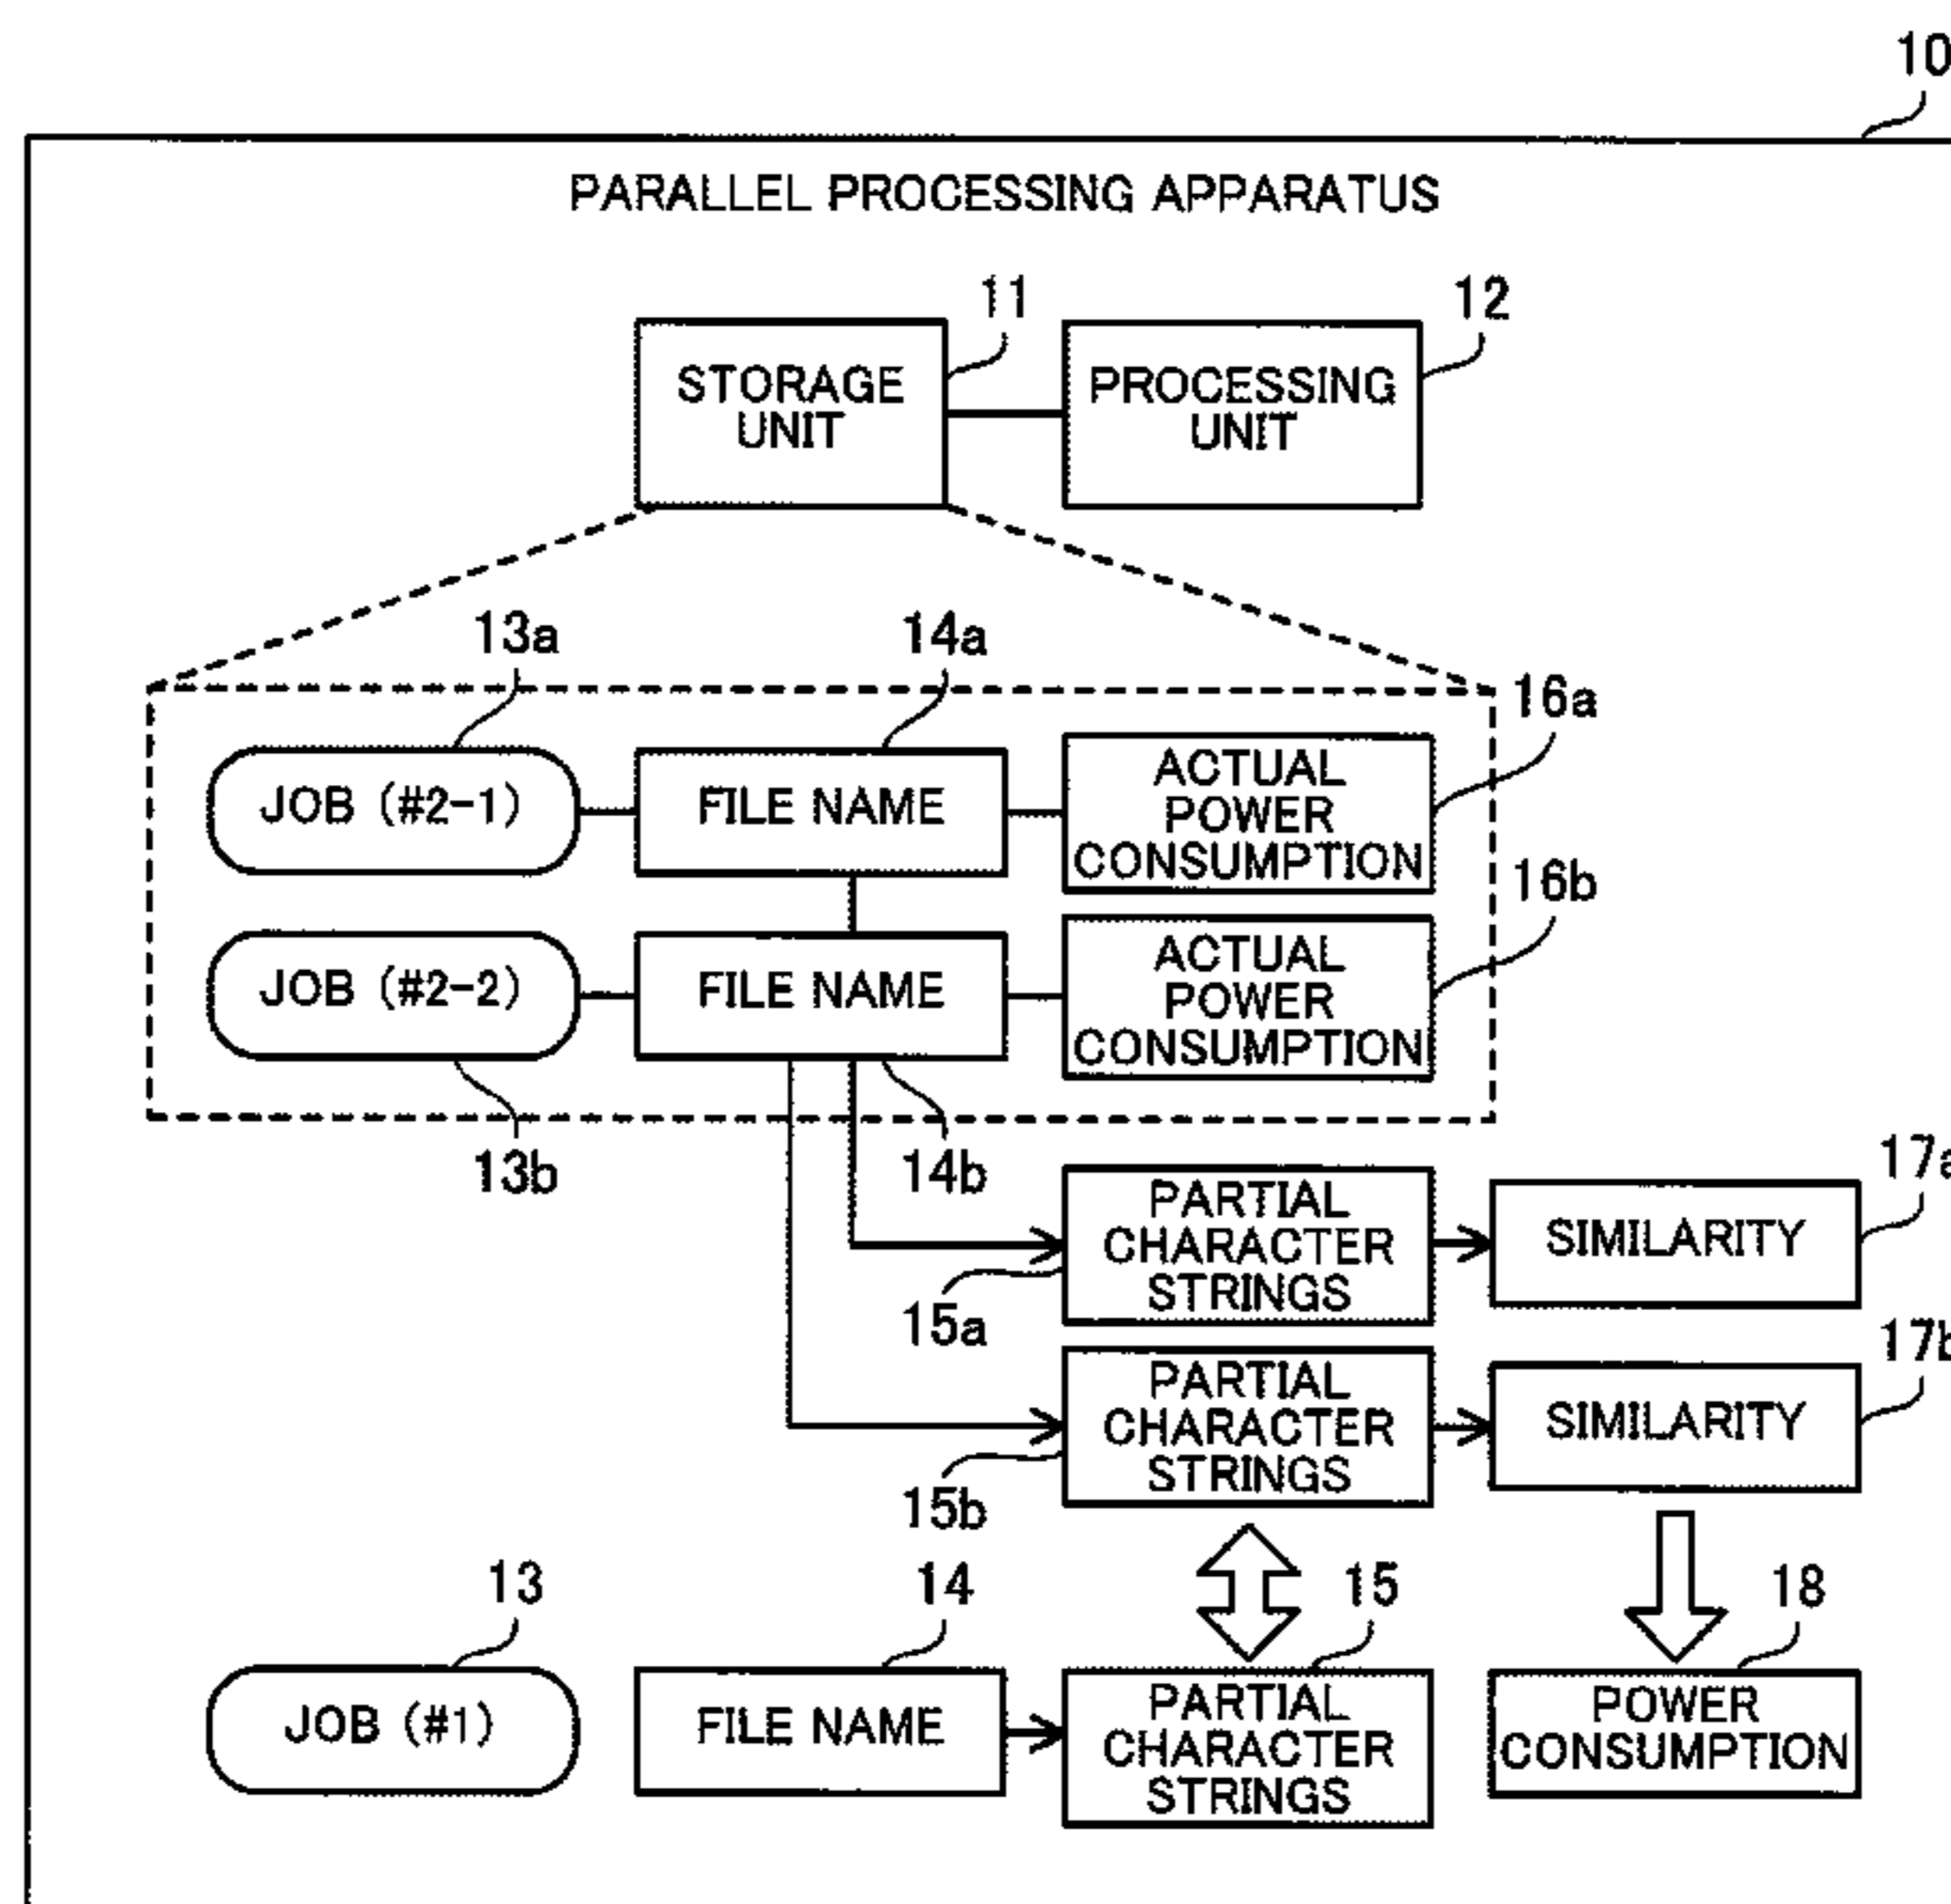 10
PARALLEL PROCESSING APPARATUS
11
12
STORAGE
UNIT
PROCESSING
UNIT
13a
14a
16a
JOB (#2-1)
FILE NAME
ACTUAL
POWER
CONSUMPTION
16b
JOB (#2-2)
FILE NAME
ACTUAL
POWER
CONSUMPTION
13b
14b
17a
PARTIAL
CHARACTER
STRINGS
SIMILARITY
15a
17b
PARTIAL
CHARACTER
STRINGS
SIMILARITY
15b
13
14
15
18
JOB (#1)
FILE NAME
PARTIAL
CHARACTER
STRINGS
POWER
CONSUMPTION